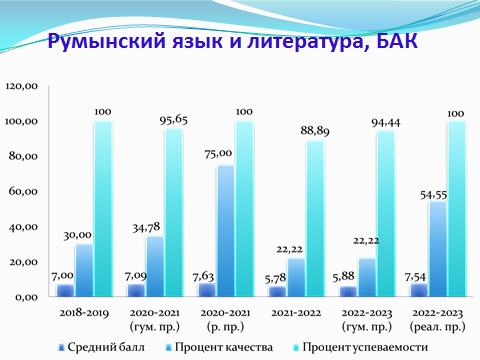 Румынский язык и литература, БАК
120,00
100,00
80,00
60,00
40,00
20,00
0,00
7,00 30,00 100
7,09 34,78 95,65
7,63 75,00 100
5,78 22,22 88,89
5,88 22,22 94,44
7,54 54,55 100
2018-2019
2020-2021
(гум. пр.)
2020-2021
(р. пр.)
2021-2022
2022-2023
(гум. пр.)
2022-2023
(реал. пр.)
Средний балл Процент качества Процент успеваемости